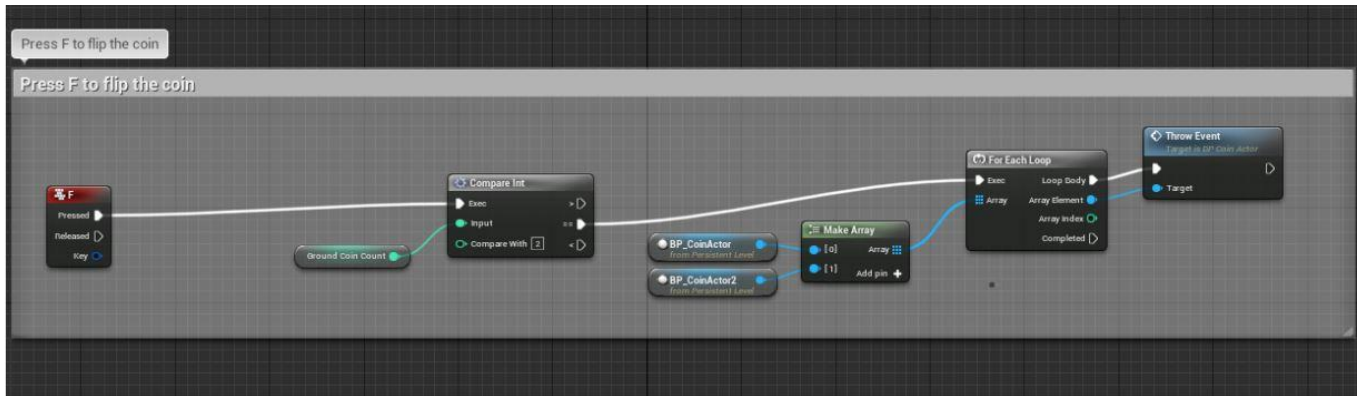 Press F to flip the coin
Press F to flip the coin
F
Pressed
Released
Key
Ground Coin Count
Compare Int
Exec
>
Input
==
Compare With 2
<
BP_CoinActor
from Persistent Level
BP_CoinActor2
from Persistent Level
Make Array
[0]
Array
[1]
Add pin +
For Each Loop
Exec
Loop Body
Array
Array Element
Array Index
Completed
Throw Event
Target is BP Coin Actor
Target